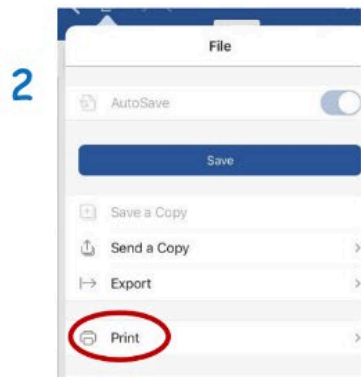 2
File
AutoSave
Save
Save a Copy
Send a Copy
Export
Print